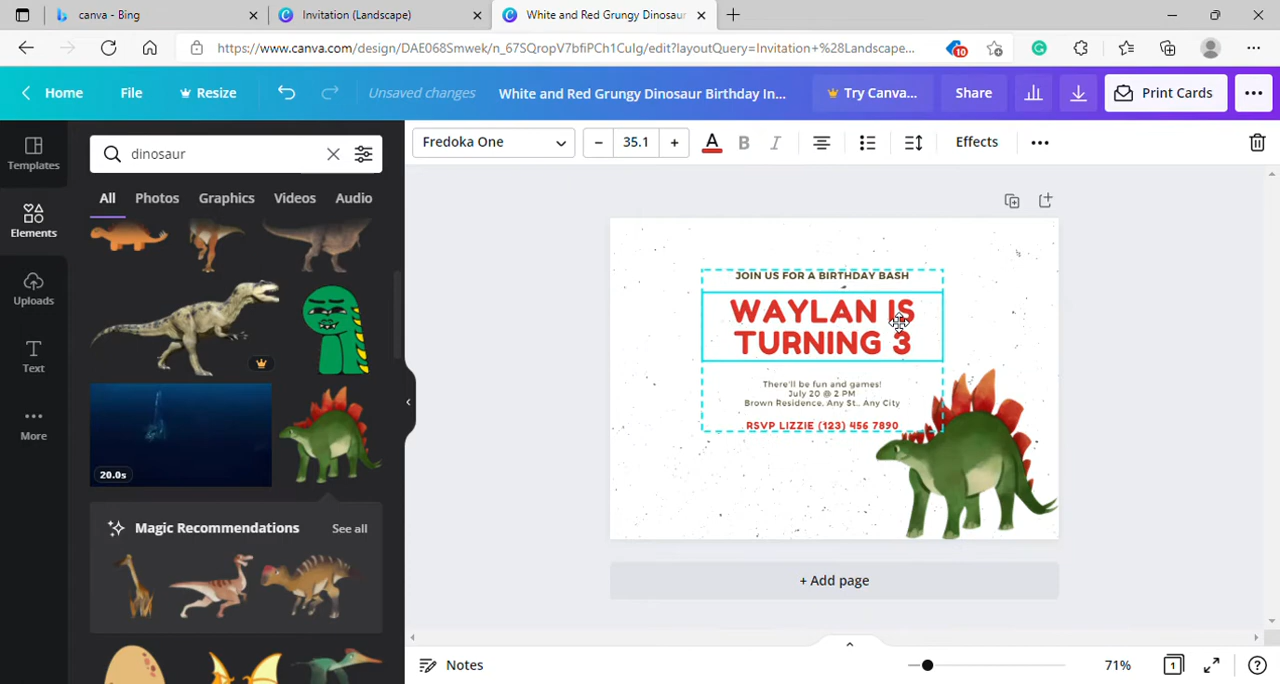 canva - Bing
Invitation (Landscape)
White and Red Grungy Dinosaur
https://www.canva.com/design/DAE068Smwek/n_67SQropV7bfiPCh1CuIg/edit?layoutQuery=Invitation+%28Landscape...
10
Home
File
Resize
Unsaved changes
White and Red Grungy Dinosaur Birthday In...
Try Canva...
Share
Print Cards
Templates
Elements
Uploads
Text
More
dinosaur
All
Photos
Graphics
Videos
Audio
20.0s
Magic Recommendations
See all
Fredoka One
35.1
A
B
I
Effects
JOIN US FOR A BIRTHDAY BASH
WAYLAN IS
TURNING 3
There'll be fun and games!
July 20 @ 2 PM
Brown Residence, Any St., Any City
RSVP LIZZIE (123) 456 7890
+ Add page
Notes
71%
1